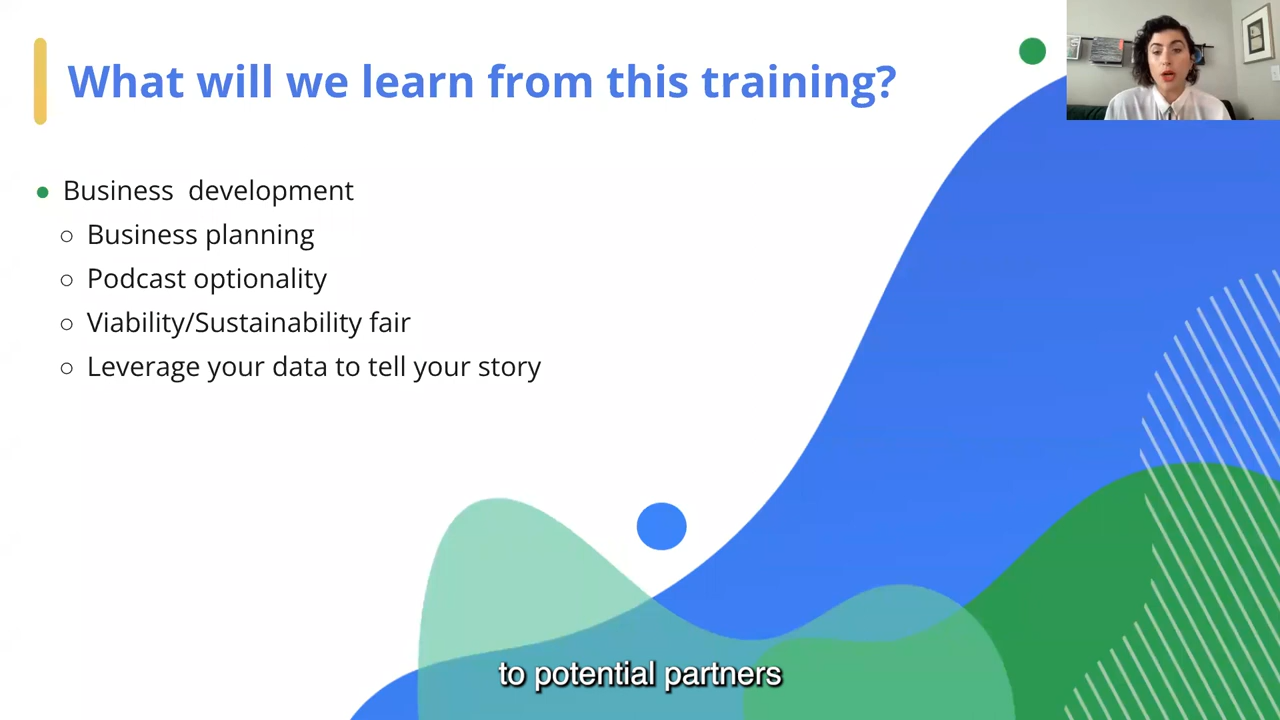 What will we learn from this training?
Business development
Business planning
Podcast optionality
Viability/Sustainability fair
Leverage your data to tell your story
to potential partners